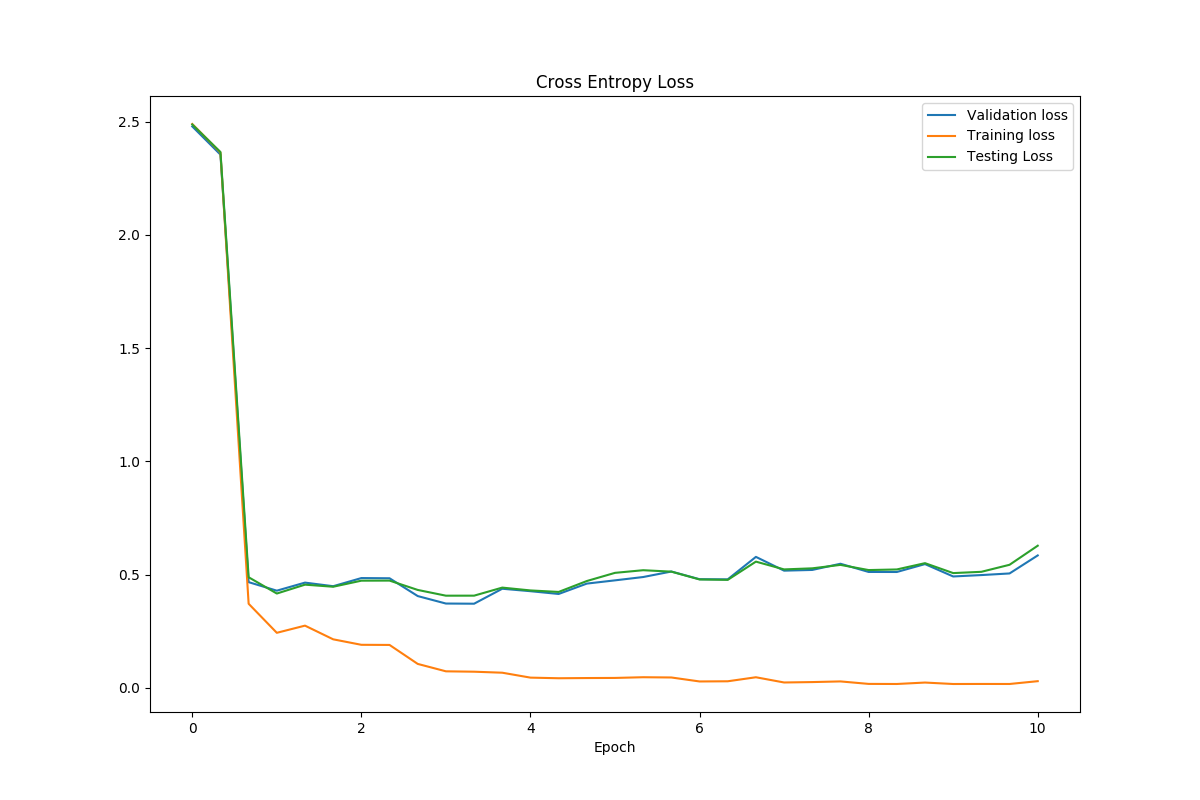 Cross Entropy Loss
Validation loss
Training loss
Testing Loss
2.5
2.0
1.5
1.0
0.5
0.0
0 2 4 6 8 10
Epoch